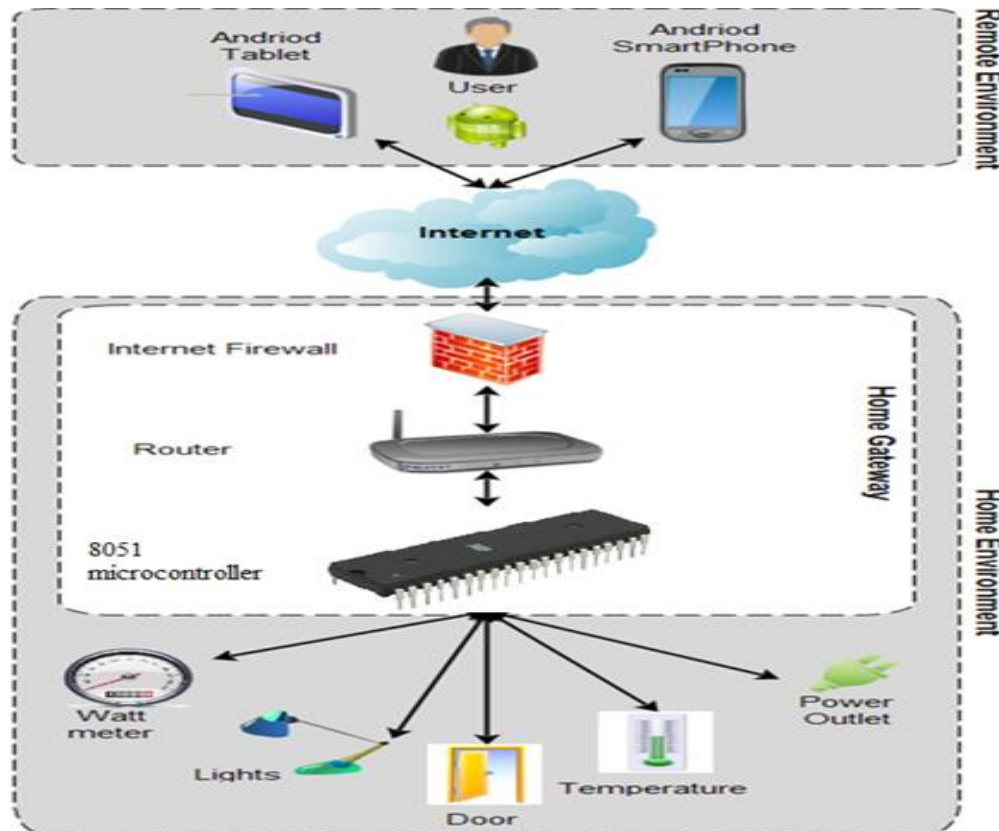 Andriod
Tablet
User
Andriod
SmartPhone
Remote Environment
Internet
Internet Firewall
Router
8051
microcontroller
Home Gateway
Home Environment
Watt
meter
Lights
Door
Temperature
Power
Outlet